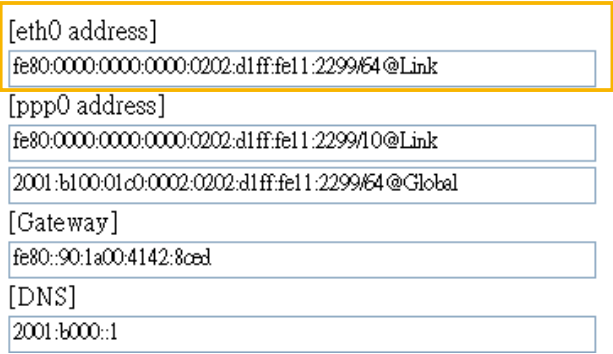 [eth0 address]
fe80:0000:0000:0000:0202:d1ff:fe11:2299/64@Link
[ppp0 address]
fe80:0000:0000:0000:0202:d1ff:fe11:2299/10@Link
2001:b100:01c0:0002:0202:d1ff:fe11:2299/64@Global
[Gateway]
fe80::90:1a00:4142:8ced
[DNS]
2001:b000::1